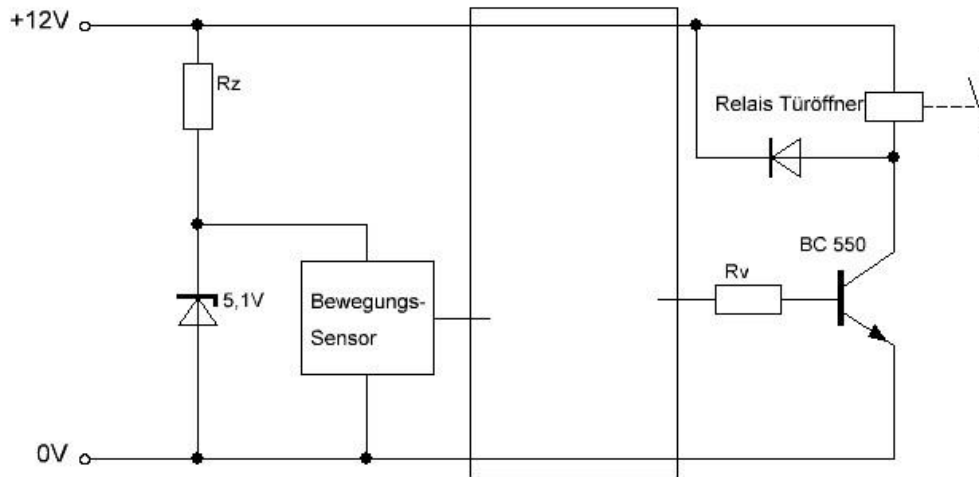 +12V
Rz
Relais Türöffner
BC 550
Rv
5,1V
Bewegungs-
Sensor
0V